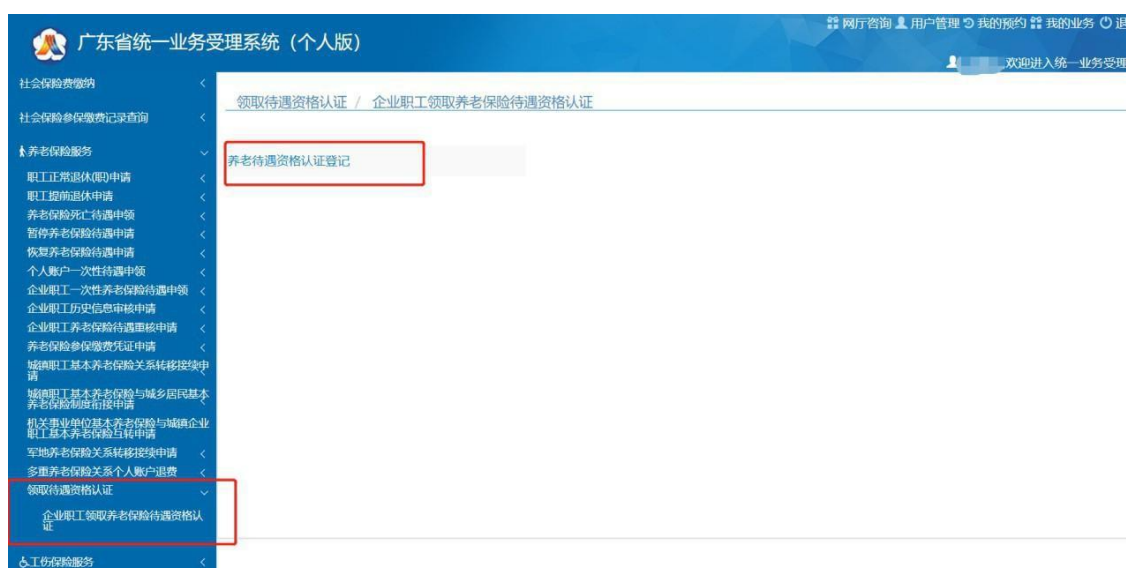 网厅咨询 用户管理 我的预约 我的业务 退
广东省统一业务受理系统（个人版）
欢迎进入统一业务受理
社会保险费缴纳
社会保险参保缴费记录查询
养老保险服务
职工正常退休(职)申请
职工提前退休申请
养老保险死亡待遇申领
暂停养老保险待遇申请
恢复养老保险待遇申请
个人账户一次性待遇申领
企业职工一次性养老保险待遇申领
企业职工历史信息审核申请
企业职工养老保险待遇重核申请
养老保险参保缴费凭证申请
城镇职工基本养老保险关系转移接续申
请
城镇职工基本养老保险与城乡居民基本
养老保险制度衔接申请
机关事业单位基本养老保险与城镇企业
职工基本养老保险互转申请
军地养老保险关系转移接续申请
多重养老保险关系个人账户退费
领取待遇资格认证
企业职工领取养老保险待遇资格认
证
工伤保险服务
领取待遇资格认证 / 企业职工领取养老保险待遇资格认证
养老待遇资格认证登记